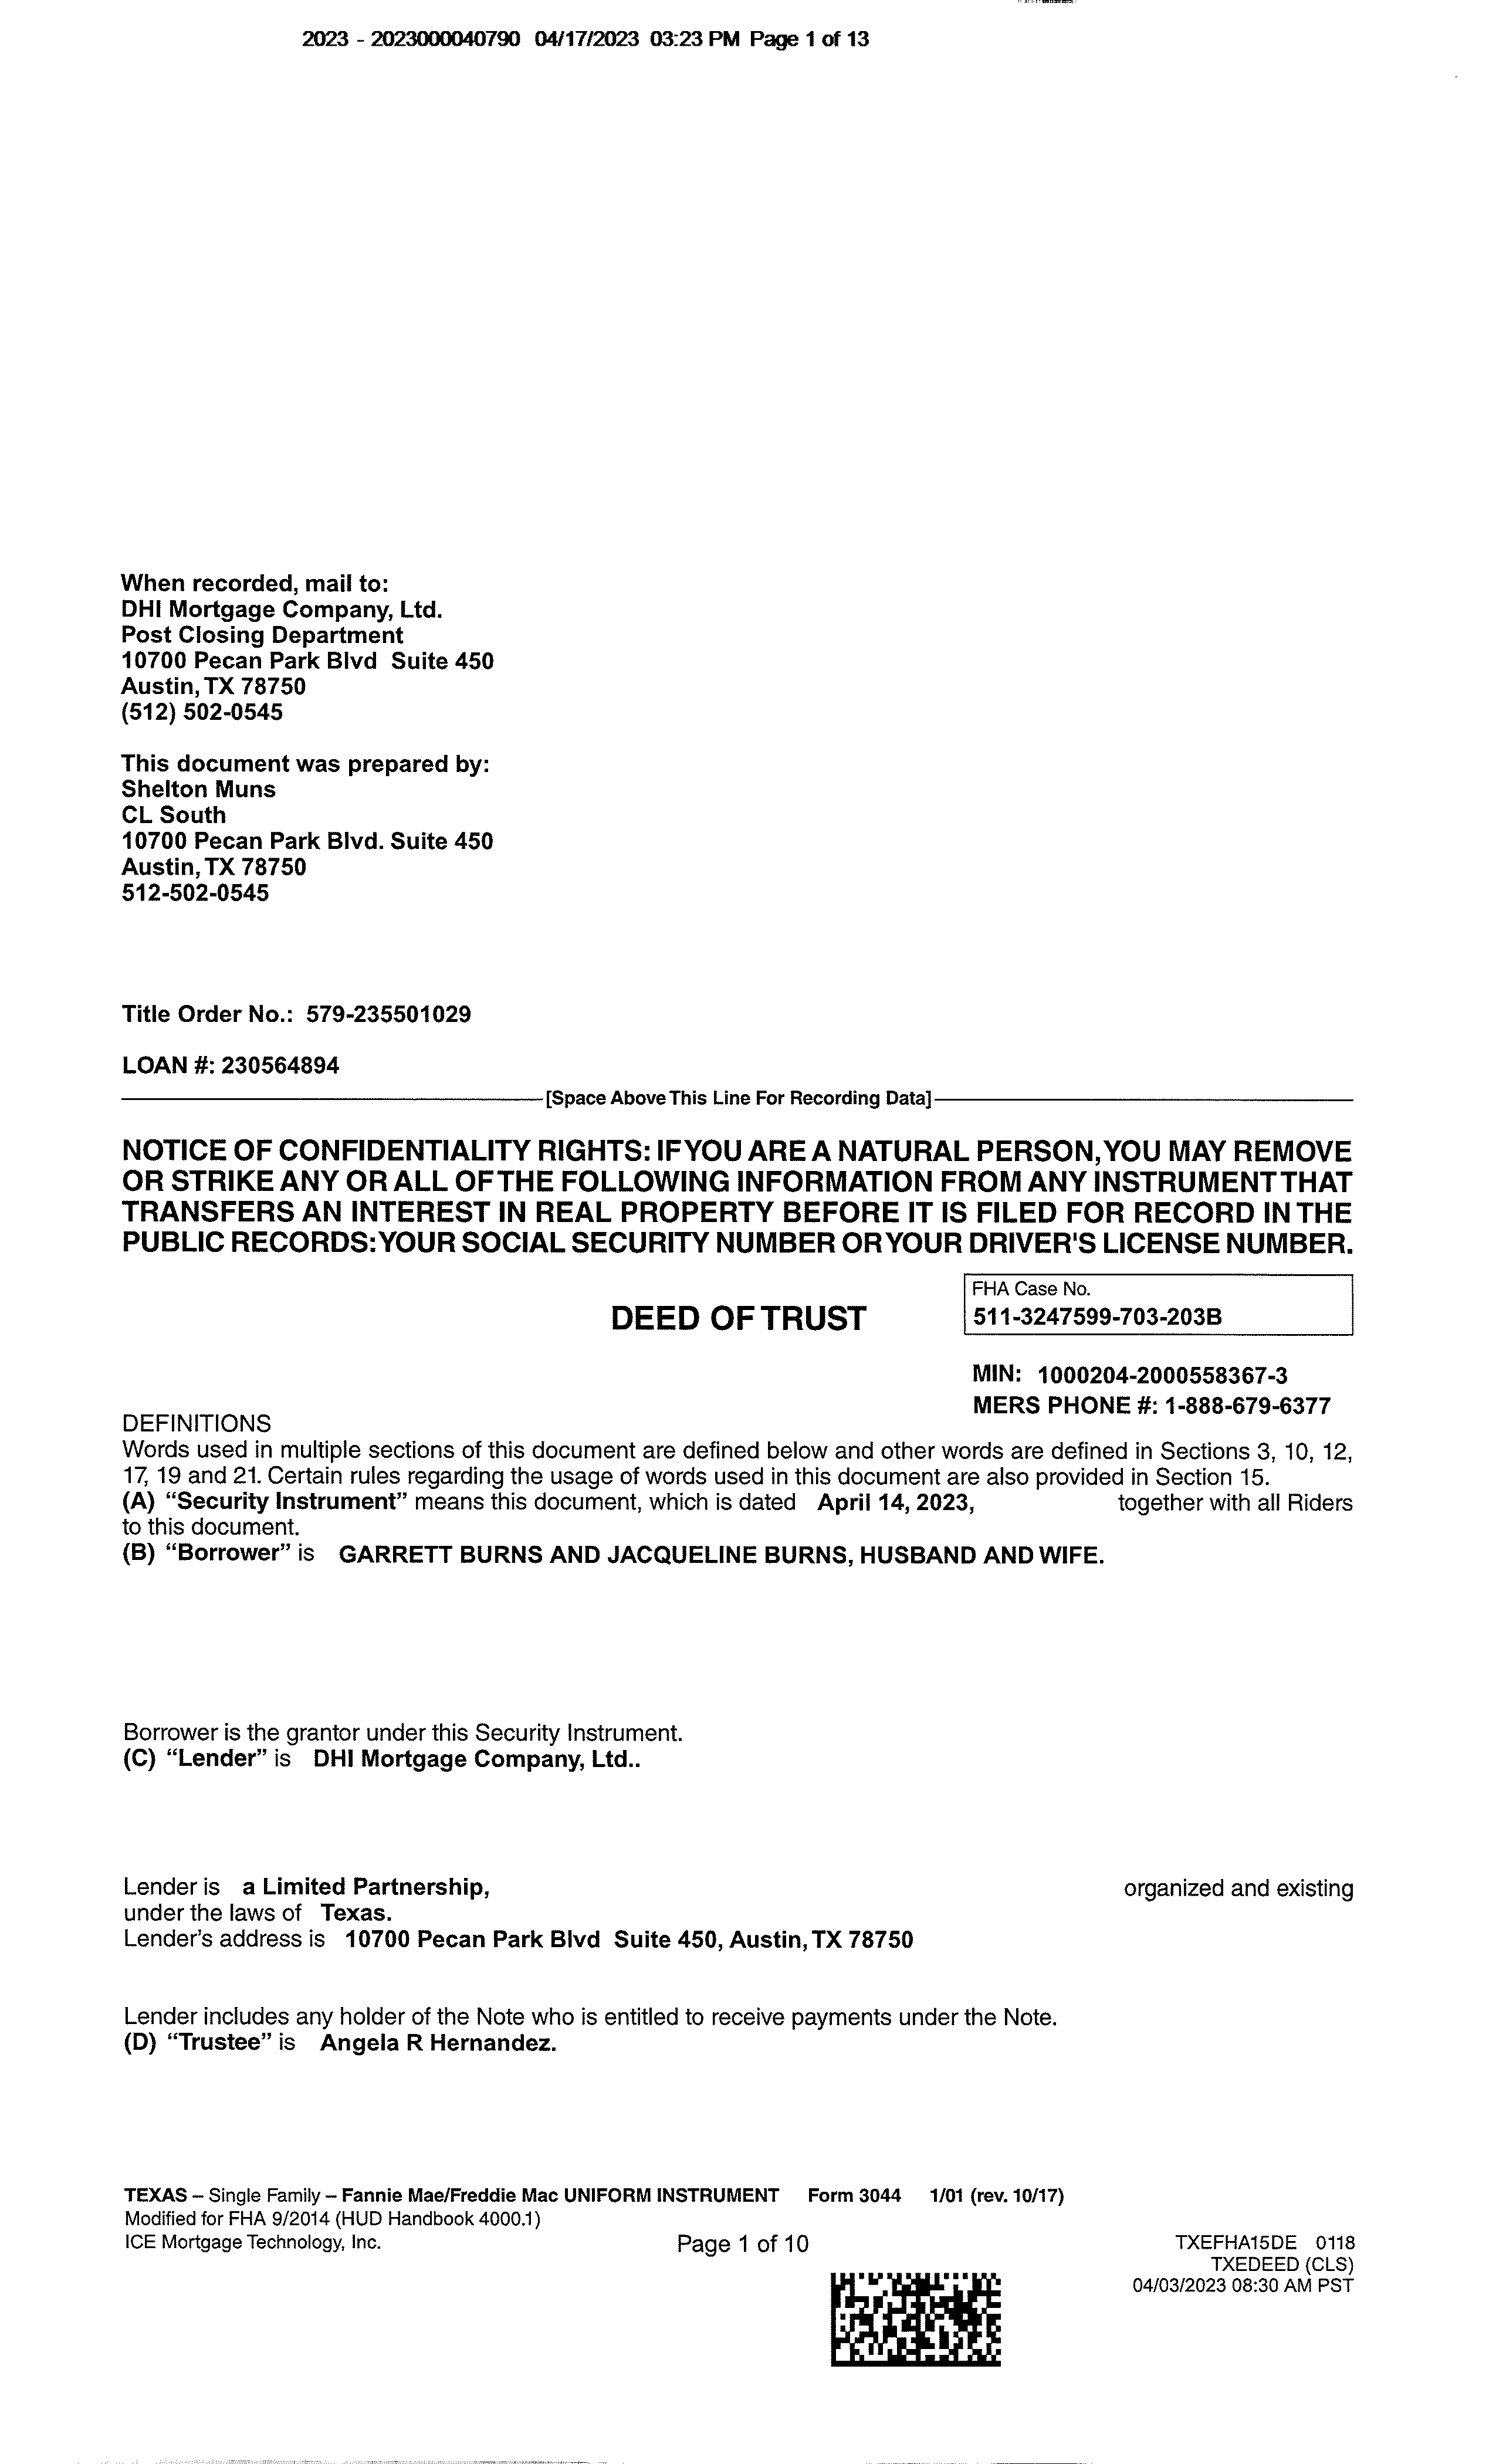 2023 - 2023000040790 04/17/2023 03:23 PM Page 1 of 13
When recorded, mail to:
DHI Mortgage Company, Ltd.
Post Closing Department
10700 Pecan Park Blvd Suite 450
Austin, TX 78750
(512) 502-0545
This document was prepared by:
Shelton Muns
CL South
10700 Pecan Park Blvd. Suite 450
Austin, TX 78750
512-502-0545
Title Order No.: 579-235501029
LOAN #: 230564894
[Space Above This Line For Recording Data]
NOTICE OF CONFIDENTIALITY RIGHTS: IF YOU ARE A NATURAL PERSON, YOU MAY REMOVE
OR STRIKE ANY OR ALL OF THE FOLLOWING INFORMATION FROM ANY INSTRUMENT THAT
TRANSFERS AN INTEREST IN REAL PROPERTY BEFORE IT IS FILED FOR RECORD IN THE
PUBLIC RECORDS: YOUR SOCIAL SECURITY NUMBER OR YOUR DRIVER'S LICENSE NUMBER.
DEED OF TRUST
FHA Case No.
511-3247599-703-203B
MIN: 1000204-2000558367-3
MERS PHONE #: 1-888-679-6377
DEFINITIONS
Words used in multiple sections of this document are defined below and other words are defined in Sections 3, 10, 12,
17, 19 and 21. Certain rules regarding the usage of words used in this document are also provided in Section 15.
(A) “Security Instrument” means this document, which is dated April 14, 2023, together with all Riders
to this document.
(B) “Borrower” is GARRETT BURNS AND JACQUELINE BURNS, HUSBAND AND WIFE.
Borrower is the grantor under this Security Instrument.
(C) “Lender” is DHI Mortgage Company, Ltd..
Lender is a Limited Partnership, organized and existing
under the laws of Texas.
Lender’s address is 10700 Pecan Park Blvd Suite 450, Austin, TX 78750
Lender includes any holder of the Note who is entitled to receive payments under the Note.
(D) “Trustee” is Angela R Hernandez.
TEXAS – Single Family – Fannie Mae/Freddie Mac UNIFORM INSTRUMENT Form 3044 1/01 (rev. 10/17)
Modified for FHA 9/2014 (HUD Handbook 4000.1)
ICE Mortgage Technology, Inc.
Page 1 of 10
TXEFHA15DE 0118
TXEDEED (CLS)
04/03/2023 08:30 AM PST